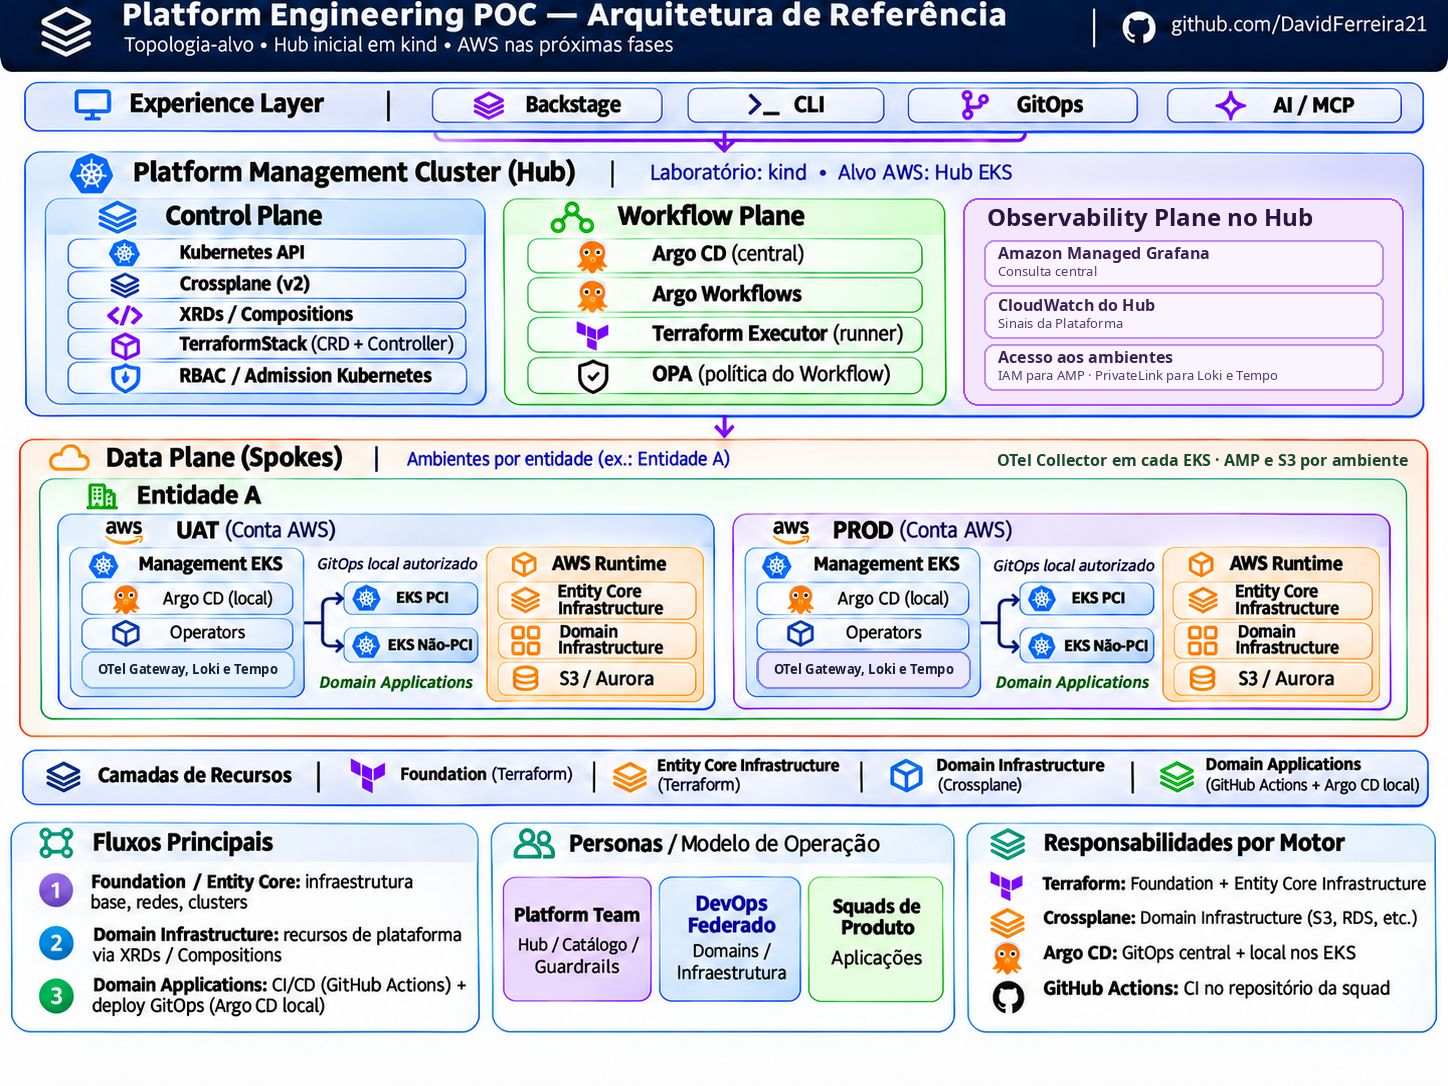 Platform Engineering POC — Arquitetura de Referência
Topologia-alvo • Hub inicial em kind • AWS nas próximas fases
github.com/DavidFerreira21
Experience Layer
Backstage
CLI
GitOps
AI / MCP
Platform Management Cluster (Hub)
Laboratório: kind • Alvo AWS: Hub EKS
Control Plane
Kubernetes API
Crossplane (v2)
XRDs / Compositions
TerraformStack (CRD + Controller)
RBAC / Admission Kubernetes
Workflow Plane
Argo CD (central)
Argo Workflows
Terraform Executor (runner)
OPA (política do Workflow)
Observability Plane no Hub
Amazon Managed Grafana
Consulta central
CloudWatch do Hub
Sinais da Plataforma
Acesso aos ambientes
IAM para AMP · PrivateLink para Loki e Tempo
Data Plane (Spokes)
Ambientes por entidade (ex.: Entidade A)
OTel Collector em cada EKS · AMP e S3 por ambiente
Entidade A
aws
UAT (Conta AWS)
Management EKS
Argo CD (local)
Operators
OTel Gateway, Loki e Tempo
GitOps local autorizado
EKS PCI
EKS Não-PCI
Domain Applications
AWS Runtime
Entity Core
Infrastructure
Domain
Infrastructure
S3 / Aurora
aws
PROD (Conta AWS)
Management EKS
Argo CD (local)
Operators
OTel Gateway, Loki e Tempo
GitOps local autorizado
EKS PCI
EKS Não-PCI
Domain Applications
AWS Runtime
Entity Core
Infrastructure
Domain
Infrastructure
S3 / Aurora
Camadas de Recursos
Foundation (Terraform)
Entity Core Infrastructure
(Terraform)
Domain Infrastructure
(Crossplane)
Domain Applications
(GitHub Actions + Argo CD local)
Fluxos Principais
1
Foundation / Entity Core: infraestrutura
base, redes, clusters
2
Domain Infrastructure: recursos de plataforma
via XRDs / Compositions
3
Domain Applications: CI/CD (GitHub Actions) +
deploy GitOps (Argo CD local)
Personas / Modelo de Operação
Platform Team
Hub / Catálogo /
Guardrails
DevOps
Federado
Domains /
Infraestrutura
Squads de
Produto
Aplicações
Responsabilidades por Motor
Terraform: Foundation + Entity Core Infrastructure
Crossplane: Domain Infrastructure (S3, RDS, etc.)
Argo CD: GitOps central + local nos EKS
GitHub Actions: CI no repositório da squad